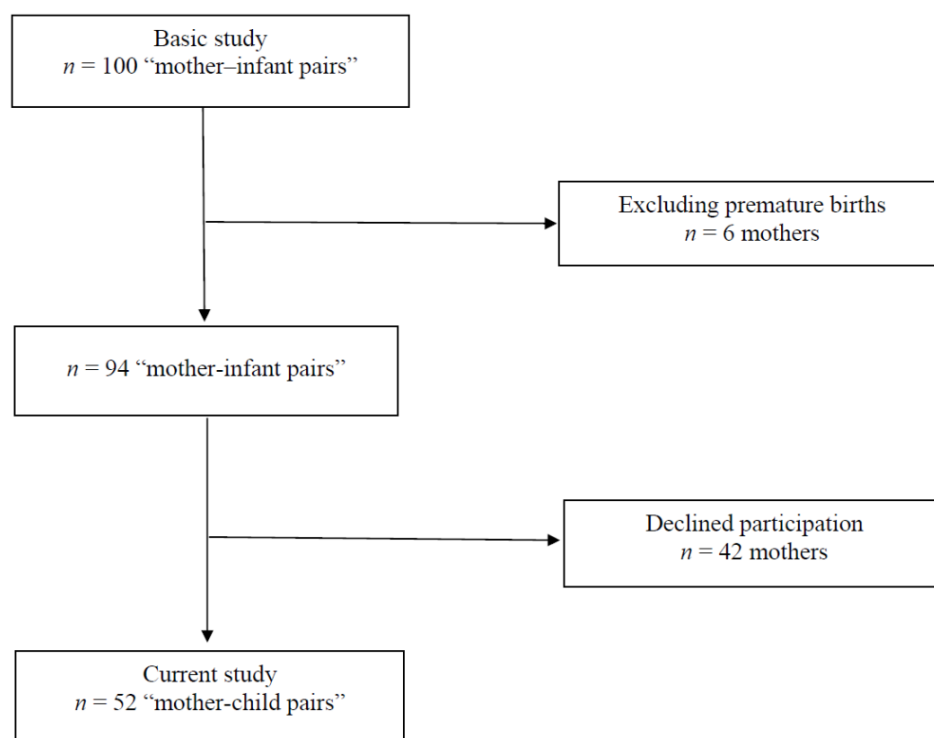 Basic study
n = 100 “mother–infant pairs”
Excluding premature births
n = 6 mothers
n = 94 “mother-infant pairs”
Declined participation
n = 42 mothers
Current study
n = 52 “mother-child pairs”